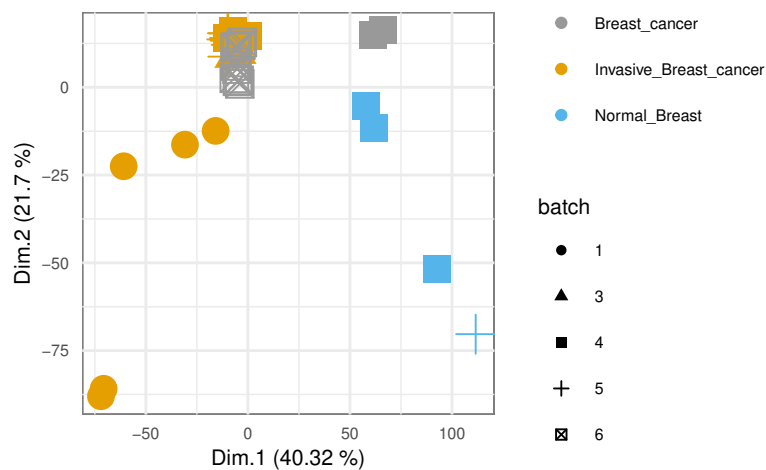 Breast_cancer
Invasive_Breast_cancer
Normal_Breast
batch
1
3
4
5
6
0
−25
−50
−75
Dim.2 (21.7 %)
−50
0
50
100
Dim.1 (40.32 %)